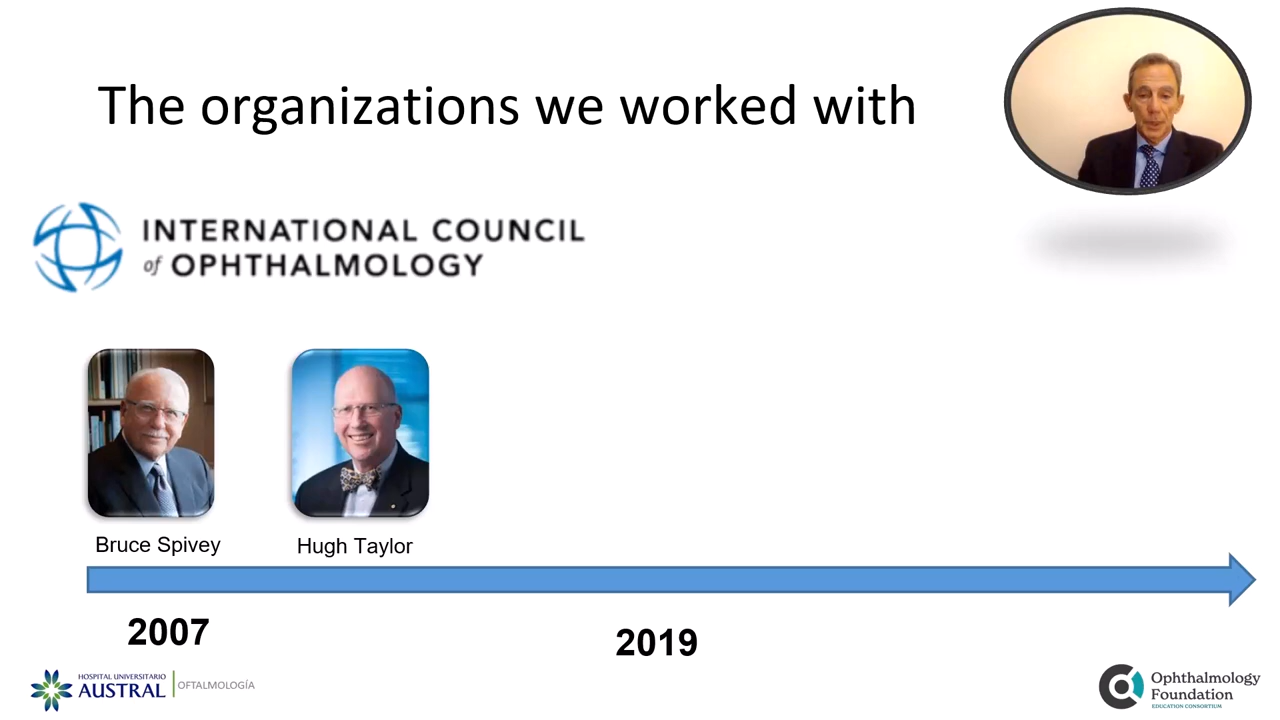 The organizations we worked with
INTERNATIONAL COUNCIL
of OPHTHALMOLOGY
Bruce Spivey
Hugh Taylor
2007
2019
HOSPITAL UNIVERSITARIO
AUSTRAL
OFTALMOLOGÍA
Ophthalmology
Foundation
EDUCATION CONSORTIUM